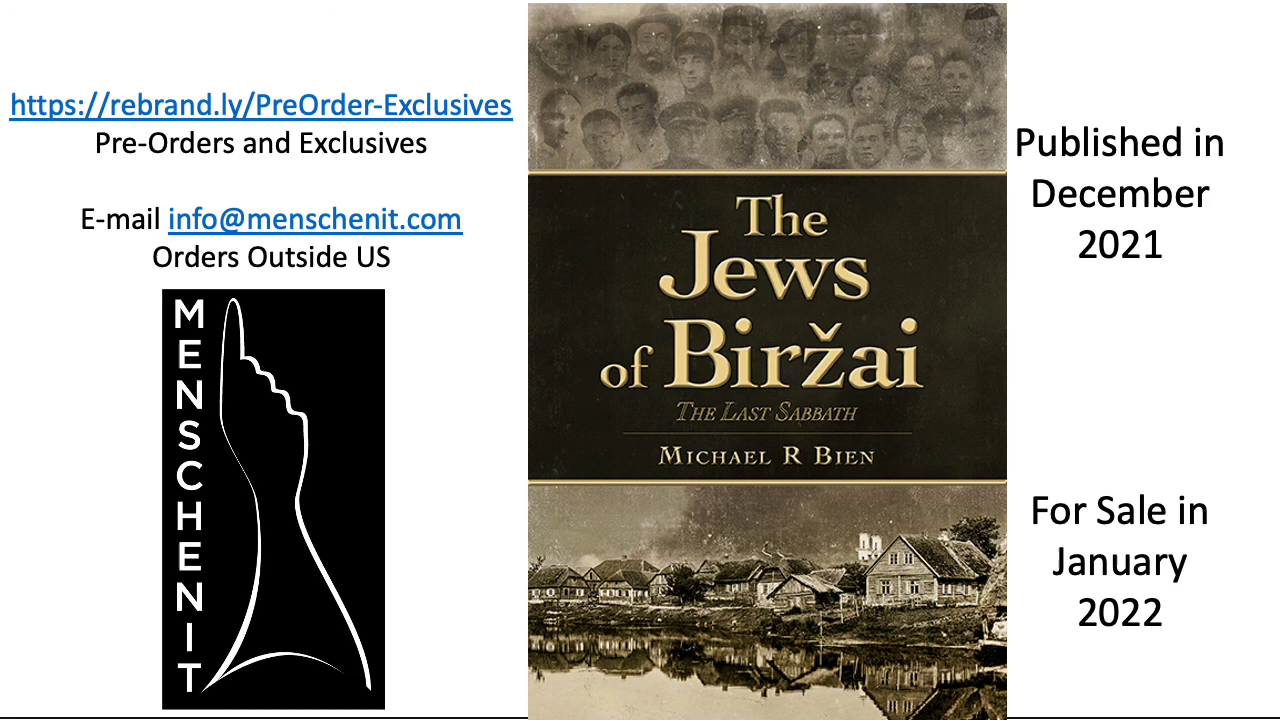 https://rebrand.ly/PreOrder-Exclusives
Pre-Orders and Exclusives
E-mail info@menschenit.com
Orders Outside US
MENSCHENIT
The
Jews
of Biržai
The Last Sabbath
Michael R Bien
Published in
December
2021
For Sale in
January
2022